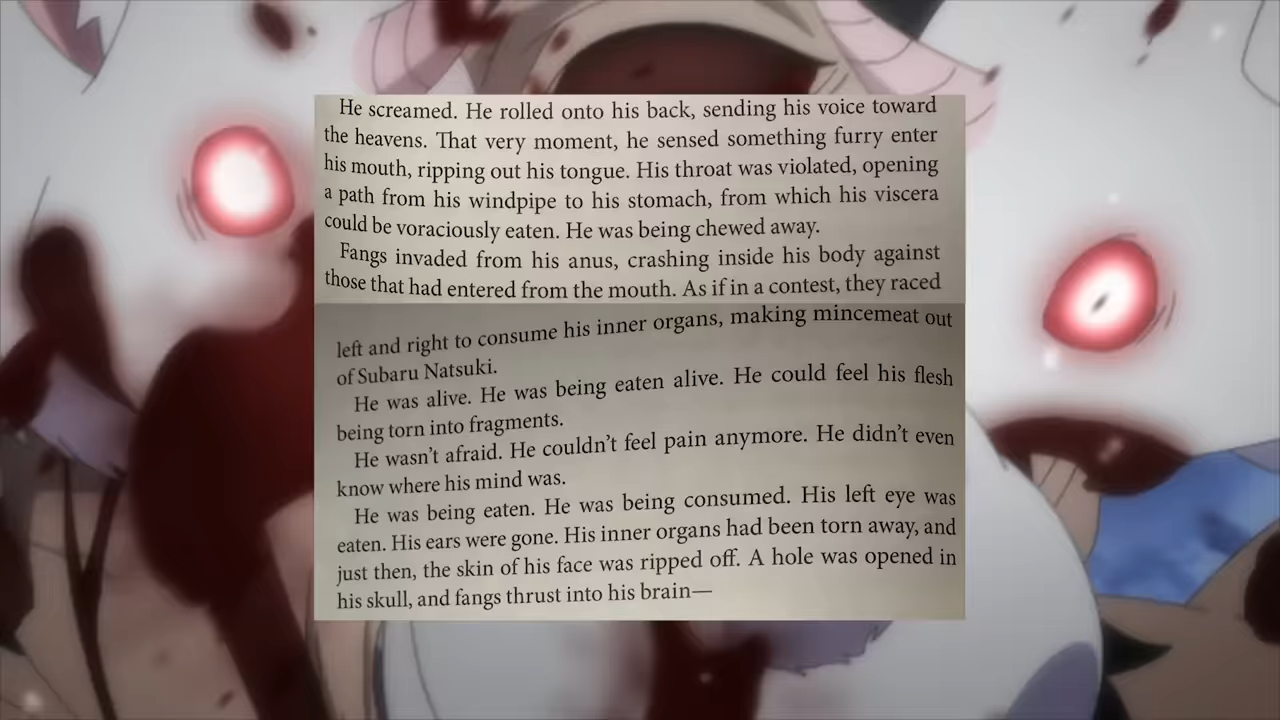 He screamed. He rolled onto his back, sending his voice toward
the heavens. That very moment, he sensed something furry enter
his mouth, ripping out his tongue. His throat was violated, opening
a path from his windpipe to his stomach, from which his viscera
could be voraciously eaten. He was being chewed away.
Fangs invaded from his anus, crashing inside his body against
those that had entered from the mouth. As if in a contest, they raced
left and right to consume his inner organs, making mincemeat out
of Subaru Natsuki.
He was alive. He was being eaten alive. He could feel his flesh
being torn into fragments.
He wasn't afraid. He couldn't feel pain anymore. He didn't even
know where his mind was.
He was being eaten. He was being consumed. His left eye was
eaten. His ears were gone. His inner organs had been torn away, and
just then, the skin of his face was ripped off. A hole was opened in
his skull, and fangs thrust into his brain—